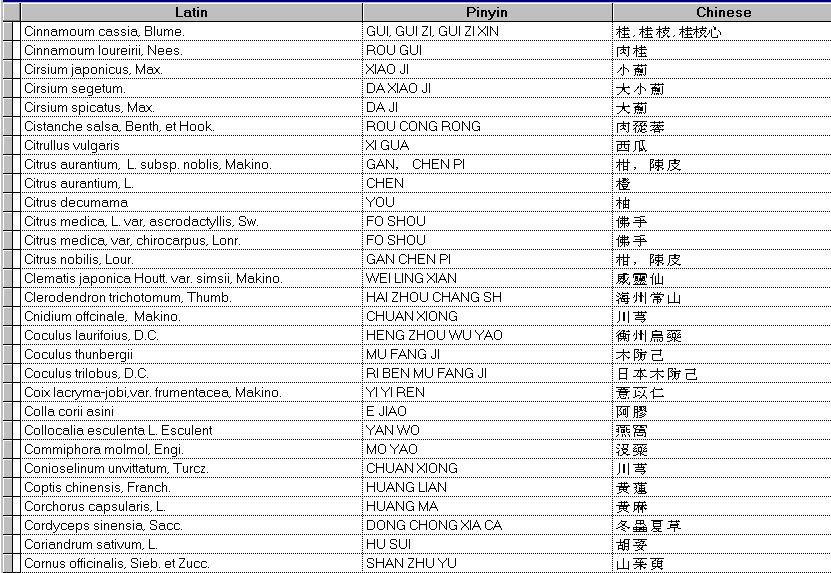 Latin Pinyin Chinese
Cinnamoum cassia, Blume. GUI, GUI ZI, GUI ZI XIN 桂,桂枝,桂枝心
Cinnamoum loureirii, Nees. ROU GUI 肉桂
Cirsium japonicus, Max. XIAO JI 小薊
Cirsium segetum. DA XIAO JI 大小薊
Cirsium spicatus, Max. DA JI 大薊
Cistanche salsa, Benth, et Hook. ROU CONG RONG 肉蓯蓉
Citrullus vulgaris XI GUA 西瓜
Citrus aurantium, L. subsp. noblis, Makino. GAN, CHEN PI 柑，陳皮
Citrus aurantium, L. CHEN 橙
Citrus decumama YOU 柚
Citrus medica, L. var, ascrodactyllis, Sw. FO SHOU 佛手
Citrus medica, var, chirocarpus, Lonr. FO SHOU 佛手
Citrus nobilis, Lour. GAN CHEN PI 柑，陳皮
Clematis japonica Houtt. var. simsii, Makino. WEI LING XIAN 威靈仙
Clerodendron trichotomum, Thumb. HAI ZHOU CHANG SH 海州常山
Cnidium offcinale, Makino. CHUAN XIONG 川芎
Coculus laurifoius, D.C. HENG ZHOU WU YAO 衡州烏藥
Coculus thunbergii MU FANG JI 木防己
Coculus trilobus, D.C. RI BEN MU FANG JI 日本木防己
Coix lacryma-jobi,var. frumentacea, Makino. YI YI REN 薏苡仁
Colla corii asini E JIAO 阿膠
Collocalia esculenta L. Esculent YAN WO 燕窩
Commiphora molmol, Engi. MO YAO 沒藥
Conioselinum unvittatum, Turcz. CHUAN XIONG 川芎
Coptis chinensis, Franch. HUANG LIAN 黃蓮
Corchorus capsularis, L. HUANG MA 黃麻
Cordyceps sinensia, Sacc. DONG CHONG XIA CA 冬蟲夏草
Coriandrum sativum, L. HU SUI 胡荽
Cornus officinalis, Sieb. et Zucc. SHAN ZHU YU 山茱萸